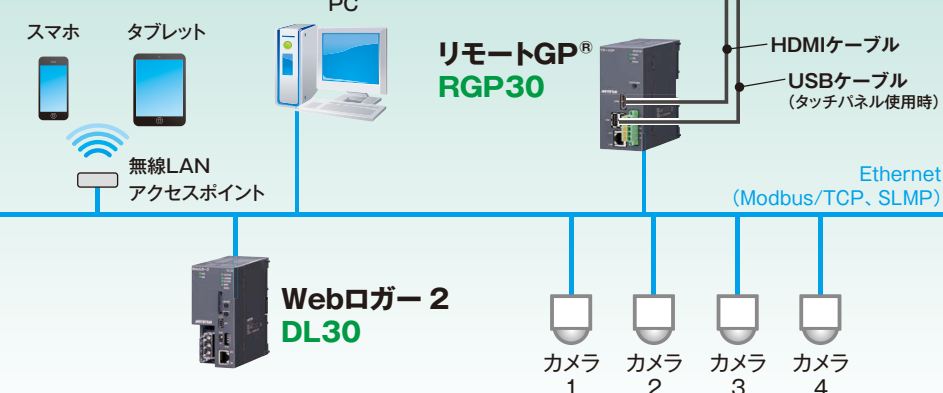 PC
スマホ
タブレット
リモートGP®
RGP30
HDMIケーブル
USBケーブル
（タッチパネル使用時）
無線LAN
アクセスポイント
Ethernet
（Modbus/TCP、SLMP）
Webロガー 2
DL30
カメラ
1
カメラ
2
カメラ
3
カメラ
4